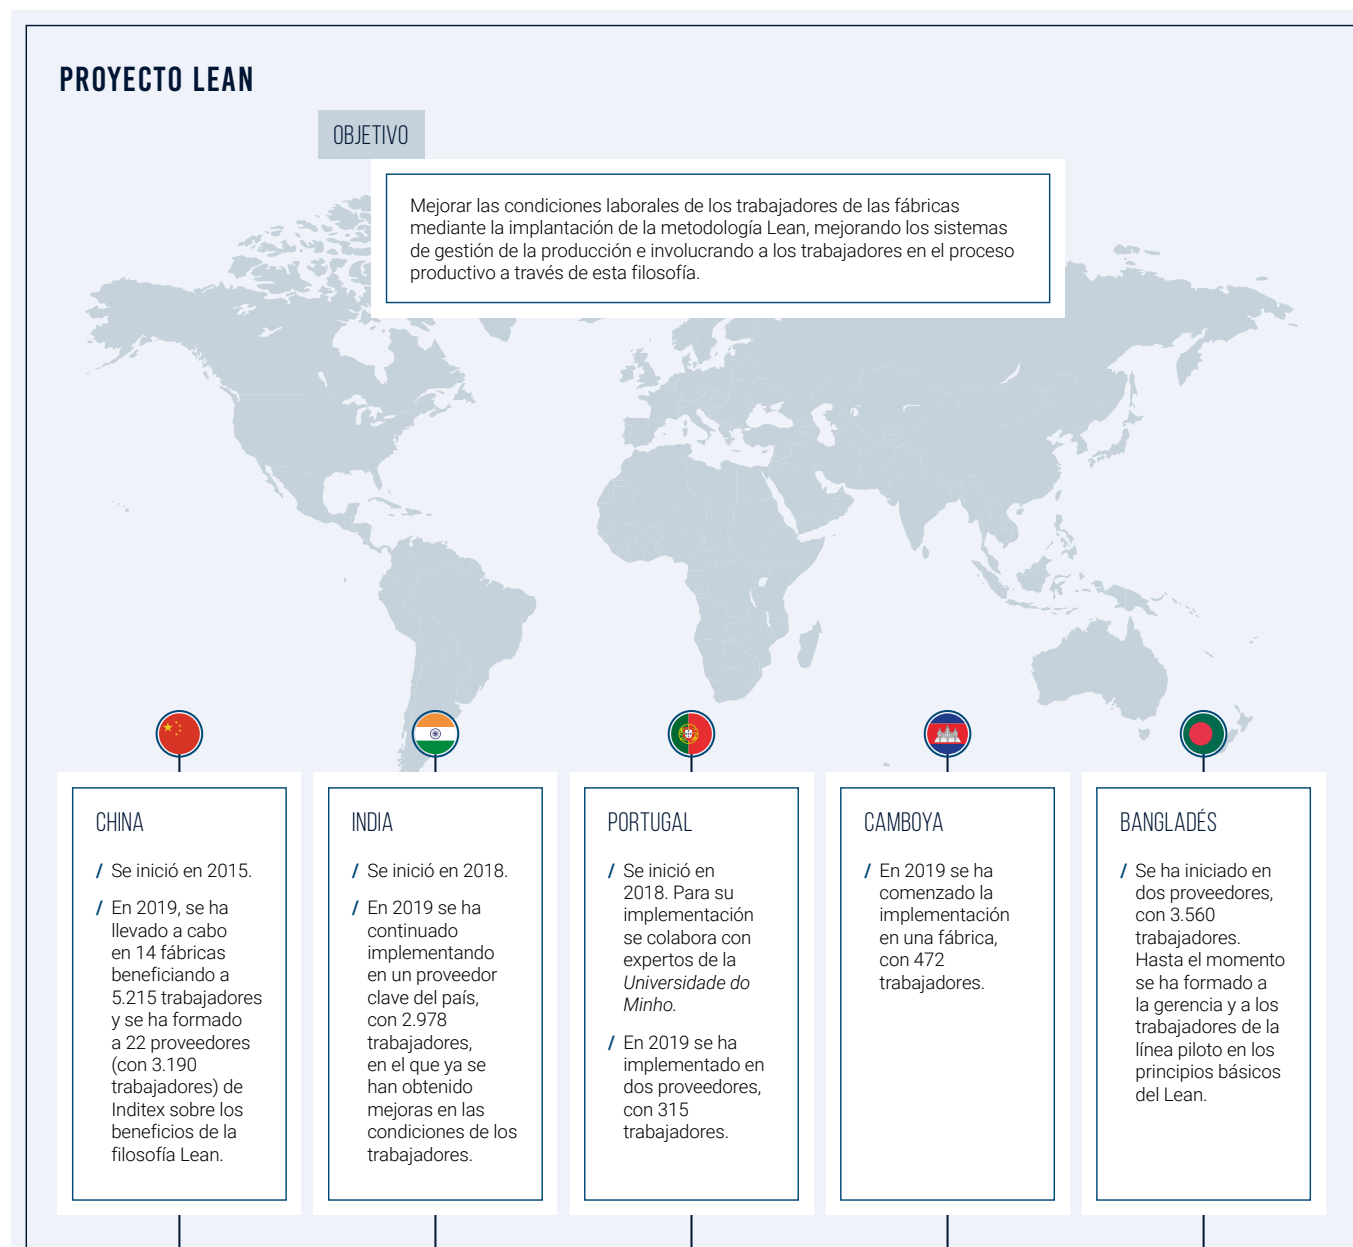 PROYECTO LEAN
OBJETIVO
Mejorar las condiciones laborales de los trabajadores de las fábricas
mediante la implantación de la metodología Lean, mejorando los sistemas
de gestión de la producción e involucrando a los trabajadores en el proceso
productivo a través de esta filosofía.
CHINA
/ Se inició en 2015.
/ En 2019, se ha
llevado a cabo
en 14 fábricas
beneficiando a
5.215 trabajadores
y se ha formado
a 22 proveedores
(con 3.190
trabajadores) de
Inditex sobre los
beneficios de la
filosofía Lean.
INDIA
/ Se inició en 2018.
/ En 2019 se ha
continuado
implementando
en un proveedor
clave del país,
con 2.978
trabajadores,
en el que ya se
han obtenido
mejoras en las
condiciones de los
trabajadores.
PORTUGAL
/ Se inició en
2018. Para su
implementación
se colabora con
expertos de la
Universidade do
Minho.
/ En 2019 se ha
implementado en
dos proveedores,
con 315
trabajadores.
CAMBOYA
/ En 2019 se ha
comenzado la
implementación
en una fábrica,
con 472
trabajadores.
BANGLADÉS
/ Se ha iniciado en
dos proveedores,
con 3.560
trabajadores.
Hasta el momento
se ha formado a
la gerencia y a los
trabajadores de la
línea piloto en los
principios básicos
del Lean.